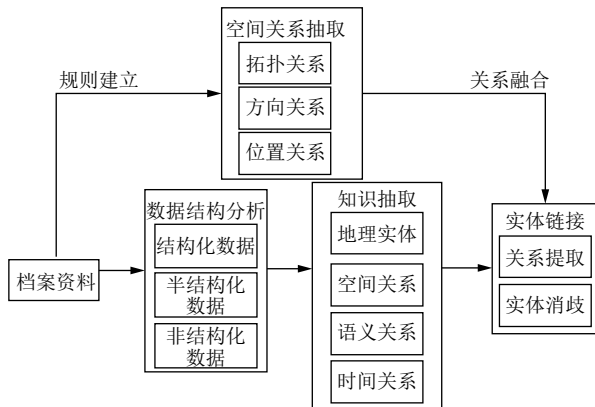 空间关系抽取
拓扑关系
方向关系
位置关系
规则建立
关系融合
档案资料
数据结构分析
结构化数据
半结构化
数据
非结构化
数据
知识抽取
地理实体
空间关系
语义关系
时间关系
实体链接
关系提取
实体消歧